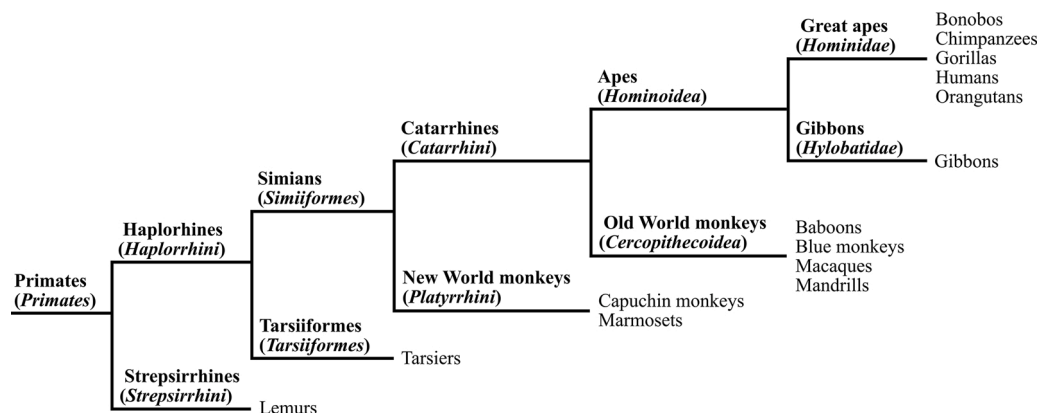 Great apes
(Hominidae)
Bonobos
Chimpanzees
Gorillas
Humans
Orangutans
Apes
(Hominoidea)
Gibbons
(Hylobatidae)
Gibbons
Catarrhines
(Catarrhini)
Simians
(Simiiformes)
Old World monkeys
(Cercopithecoidea)
Baboons
Blue monkeys
Macaques
Mandrills
Haplorhines
(Haplorrhini)
New World monkeys
(Platyrrhini)
Capuchin monkeys
Marmosets
Primates
(Primates)
Tarsiiformes
(Tarsiiformes)
Tarsiers
Strepsirrhines
(Strepsirrhini)
Lemurs